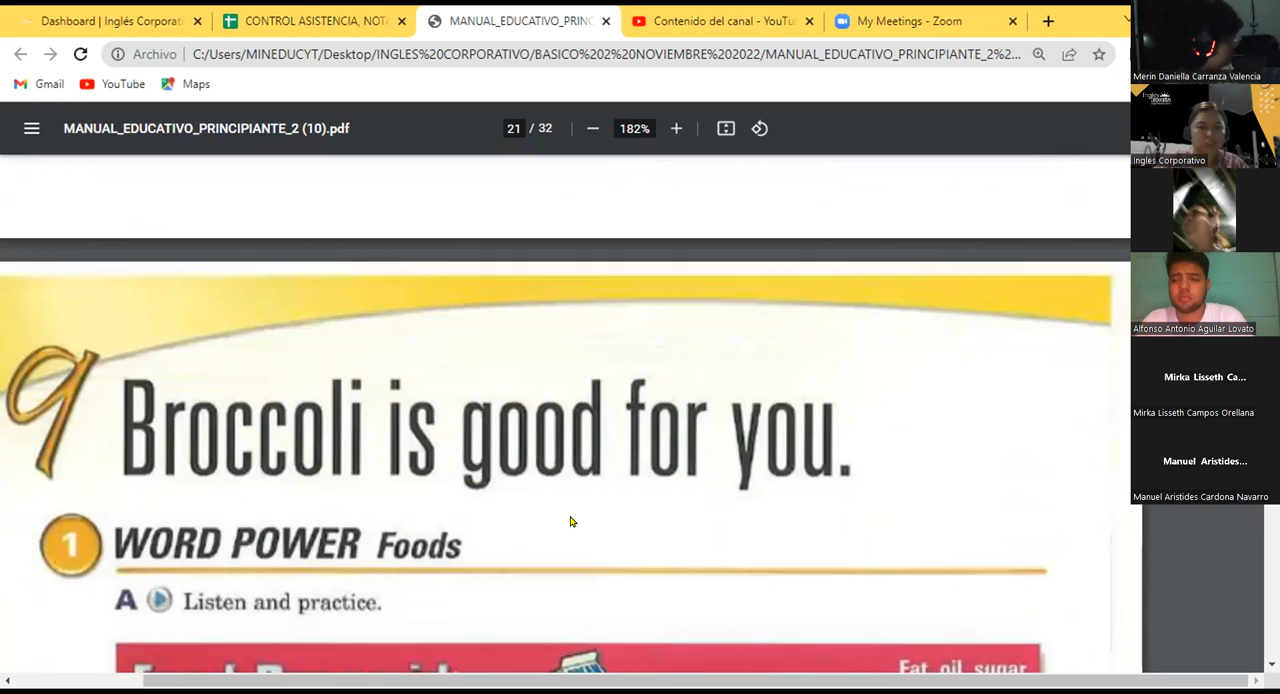 Dashboard | Inglés Corporati
CONTROL ASISTENCIA, NOT
MANUAL_EDUCATIVO_PRINC
Contenido del canal - YouTu
My Meetings - Zoom
Archivo
C:/Users/MINEDUCYT/Desktop/INGLES%20CORPORATIVO/BASICO%202%20NOVIEMBRE%202022/MANUAL_EDUCATIVO_PRINCIPIANTE_2%2...
Gmail
YouTube
Maps
MANUAL_EDUCATIVO_PRINCIPIANTE_2 (10).pdf
21 / 32
182%
9 Broccoli is good for you.
1 WORD POWER Foods
A Listen and practice.
Fat, oil, sugar
Merin Daniella Carranza Valencia
Ingles Corporativo
Alfonso Antonio Aguilar Lovato
Mirka Lisseth Ca...
Mirka Lisseth Campos Orellana
Manuel Aristides...
Manuel Aristides Cardona Navarro